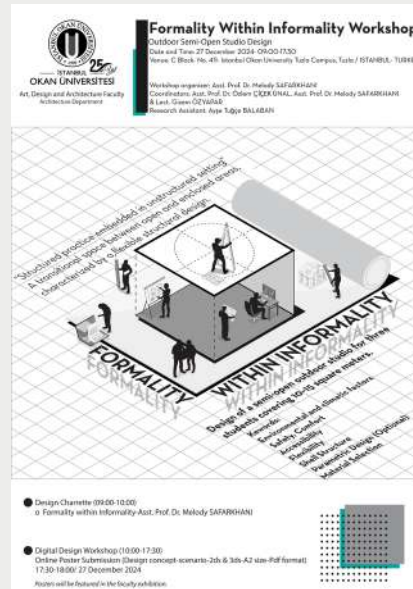 Formality Within Informality Workshop
Outdoor Semi-Open Studio Design
Date and Time: 27 December 2024- 09:00-17:30
Venue: C Block- No. 411- Istanbul Okan University Tuzla Campus, Tuzla / ISTANBUL- TURKEY
Workshop organizer: Asst. Prof. Dr. Melody SAFARKHANI
Coordinators: Asst. Prof. Dr. Özlem ÇİÇEK ÜNAL, Asst. Prof. Dr. Melody SAFARKHANI
& Lect. Gizem ÖZYAPAR
Research Assistant: Ayşe Tuğçe BALABAN
İSTANBUL
OKAN ÜNİVERSİTESİ
Art, Design and Architecture Faculty
Architecture Department
"Structured practice embedded in unstructured setting"
A transitional space between open and enclosed areas,
characterized by a flexible structural design.
FORMALITY
FORMALITY
WITHIN INFORMALITY
WITHIN INFORMALITY
Design of a semi-open outdoor studio for three
students covering 10-15 square meters.
Keywords:
Environmental and climatic factors
Safety, Comfort
Accessibility
Flexibility
Shell Structure
Parametric Design (Optional)
Material Selection
Design Charrette (09:00-10:00)
o Formality within Informality-Asst. Prof. Dr. Melody SAFARKHANI
Digital Design Workshop (10:00-17:30)
Online Poster Submission (Design concept-scenario-2ds & 3ds-A2 size-Pdf format)
17:30-18:00/ 27 December 2024
Posters will be featured in the faculty exhibition.